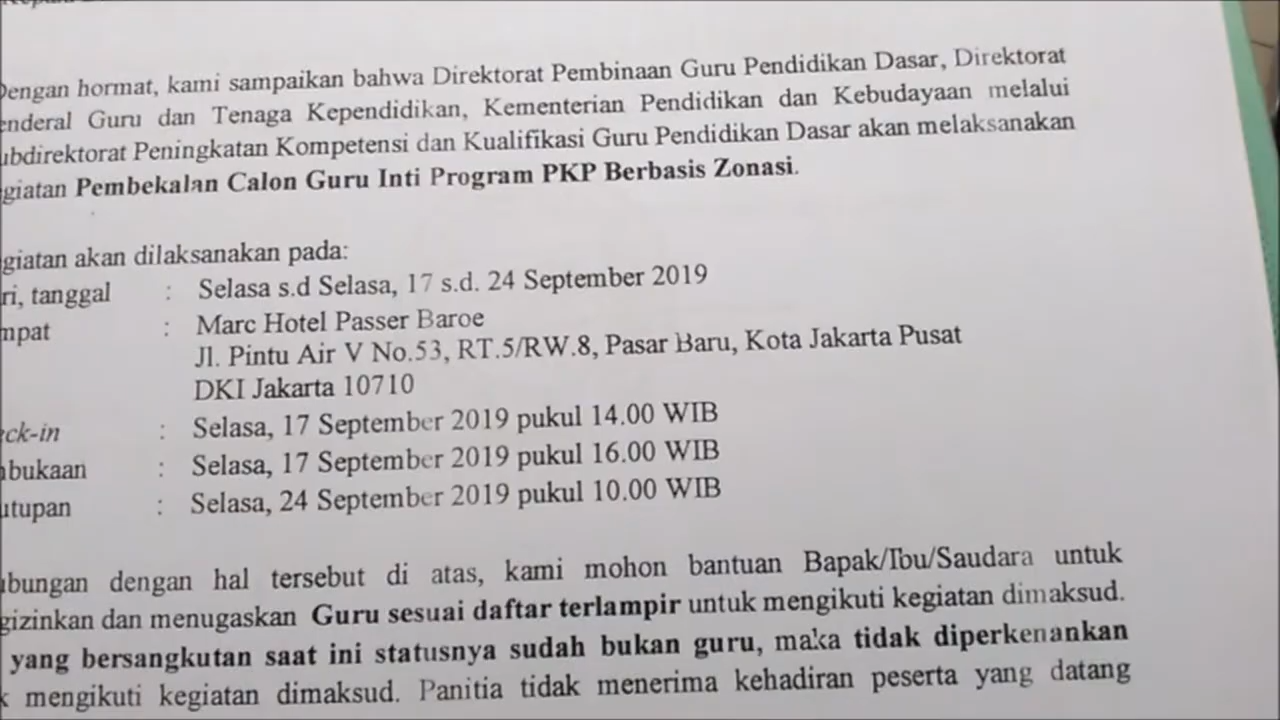 Dengan hormat, kami sampaikan bahwa Direktorat Pembinaan Guru Pendidikan Dasar, Direktorat
enderal Guru dan Tenaga Kependidikan, Kementerian Pendidikan dan Kebudayaan melalui
ubdirektorat Peningkatan Kompetensi dan Kualifikasi Guru Pendidikan Dasar akan melaksanakan
giatan Pembekalan Calon Guru Inti Program PKP Berbasis Zonasi.
giatan akan dilaksanakan pada:
ri, tanggal : Selasa s.d Selasa, 17 s.d. 24 September 2019
mpat : Marc Hotel Passer Baroe
Jl. Pintu Air V No.53, RT.5/RW.8, Pasar Baru, Kota Jakarta Pusat
DKI Jakarta 10710
ck-in : Selasa, 17 September 2019 pukul 14.00 WIB
bukaan : Selasa, 17 September 2019 pukul 16.00 WIB
utupan : Selasa, 24 September 2019 pukul 10.00 WIB
bungan dengan hal tersebut di atas, kami mohon bantuan Bapak/Ibu/Saudara untuk
gizinkan dan menugaskan Guru sesuai daftar terlampir untuk mengikuti kegiatan dimaksud.
yang bersangkutan saat ini statusnya sudah bukan guru, maka tidak diperkenankan
k mengikuti kegiatan dimaksud. Panitia tidak menerima kehadiran peserta yang datang